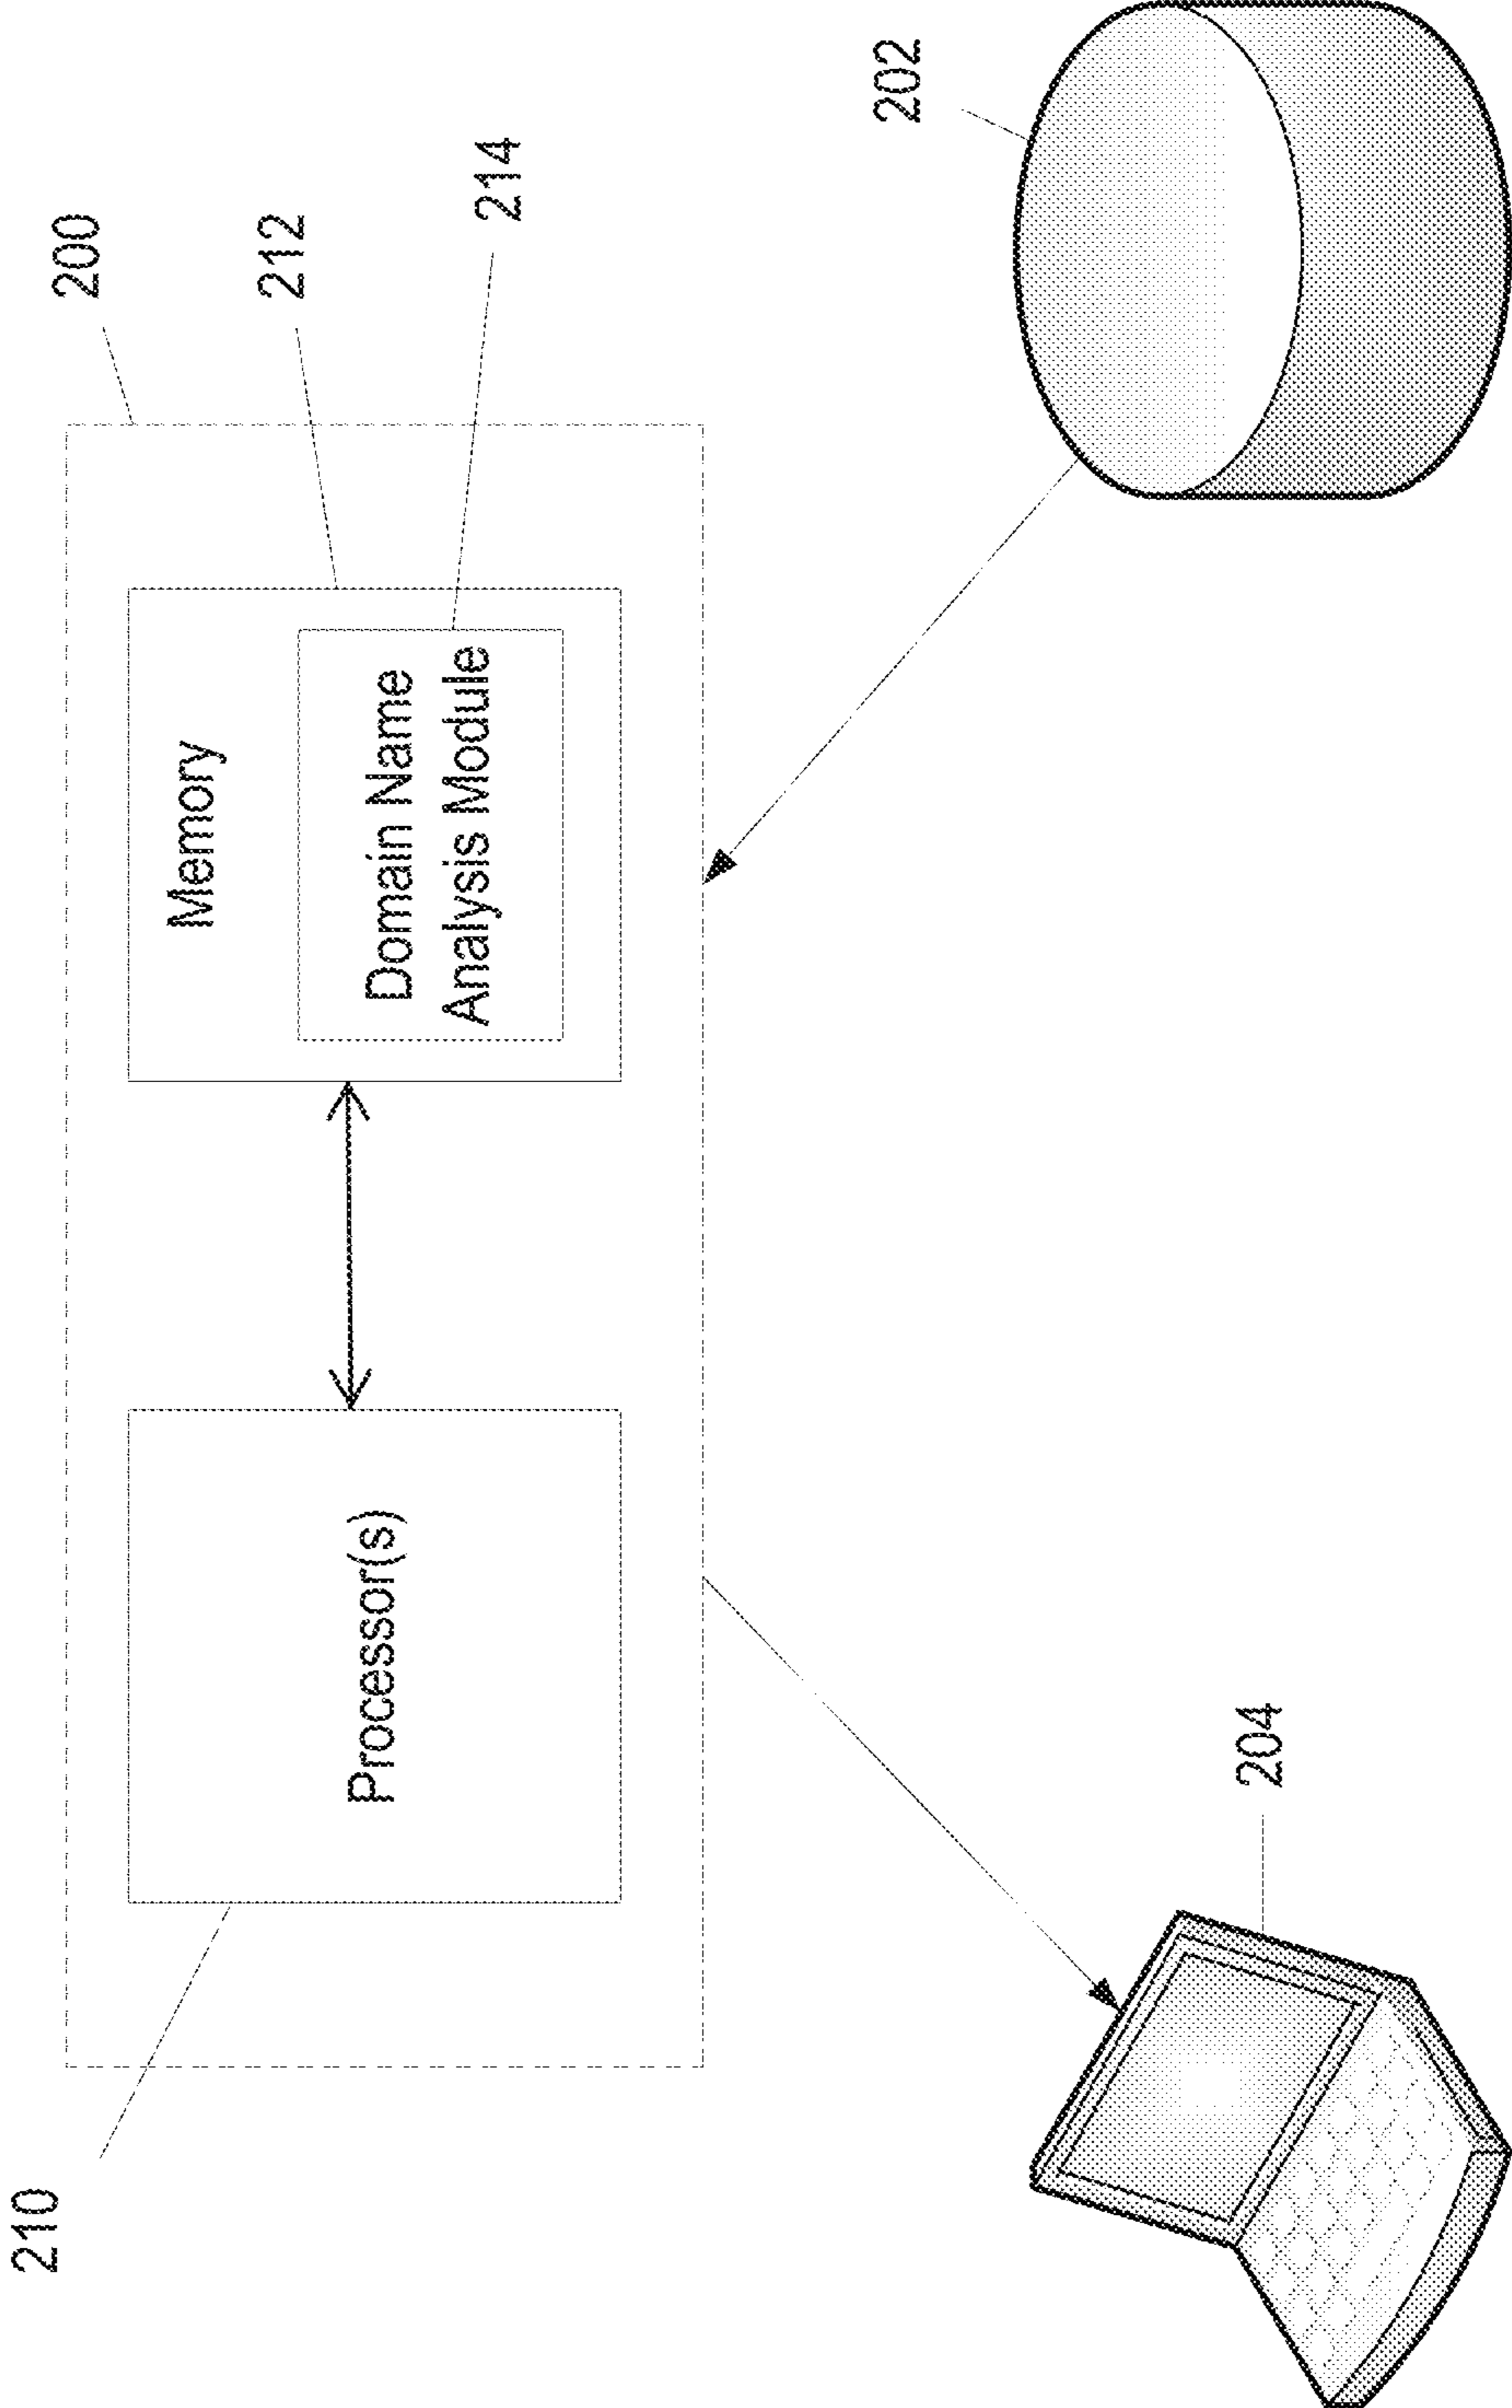 200
212
214
210
Memory
Domain Name
Analysis Module
Processor(s)
202
204